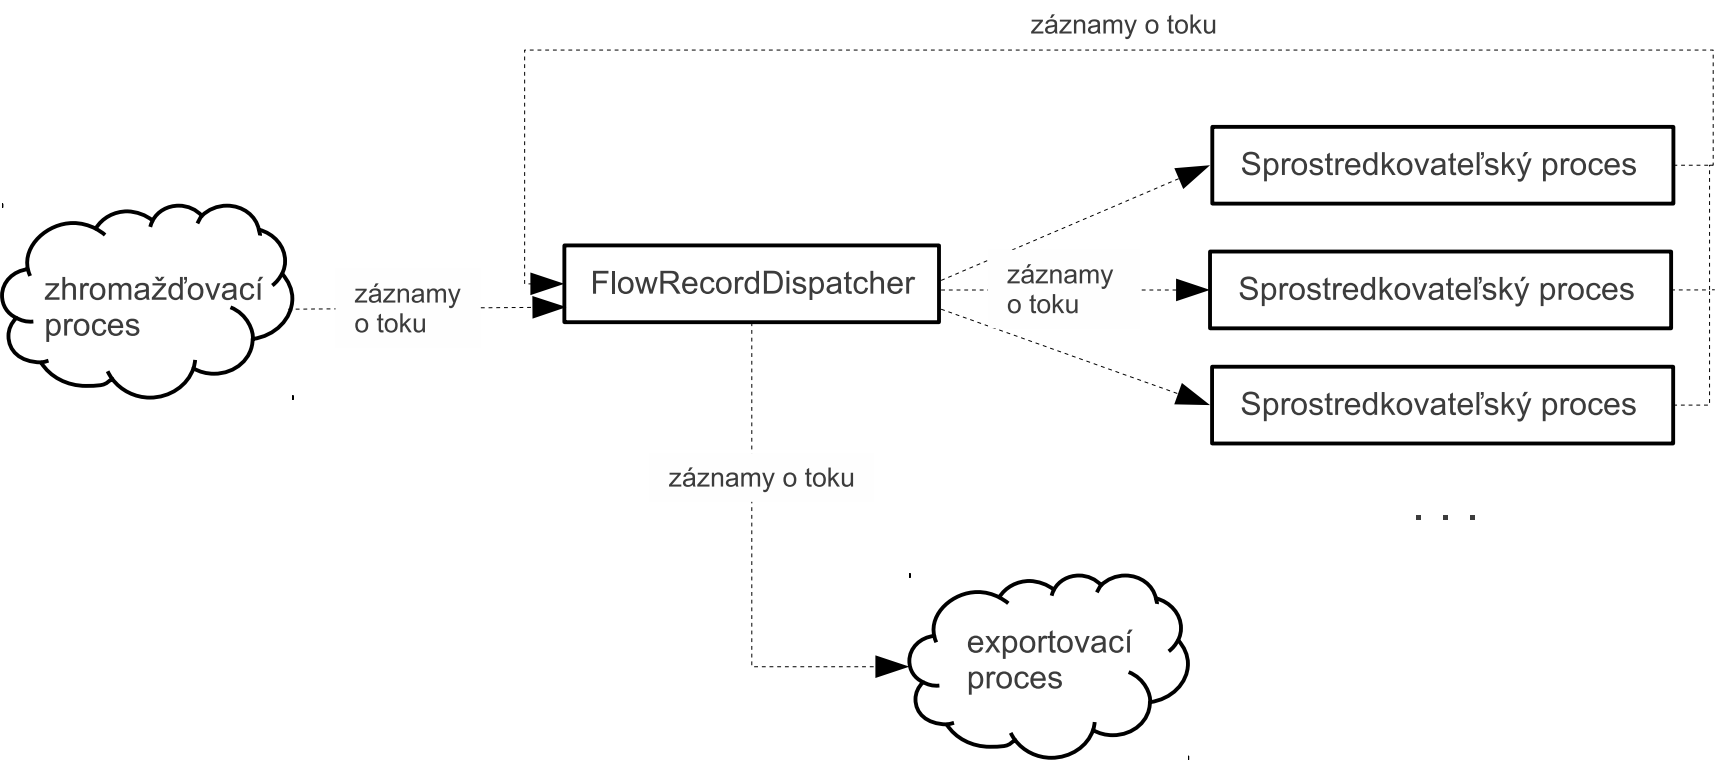 záznamy o toku
Sprostredkovateľský proces
zhromažďovací
proces
záznamy
o toku
FlowRecordDispatcher
záznamy
o toku
Sprostredkovateľský proces
Sprostredkovateľský proces
záznamy o toku
. . .
exportovací
proces